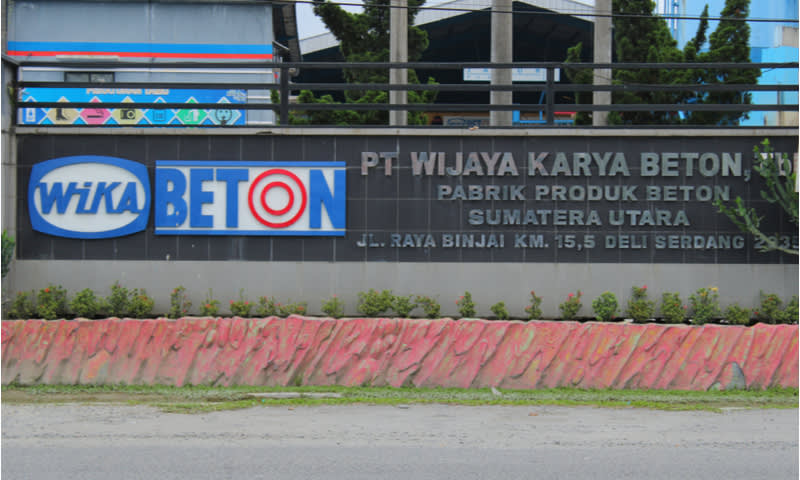 WiKA BETON
PT WIJAYA KARYA BETON,
PABRIK PRODUK BETON
SUMATERA UTARA
JL. RAYA BINJAI KM. 15,5 DELI SERDANG